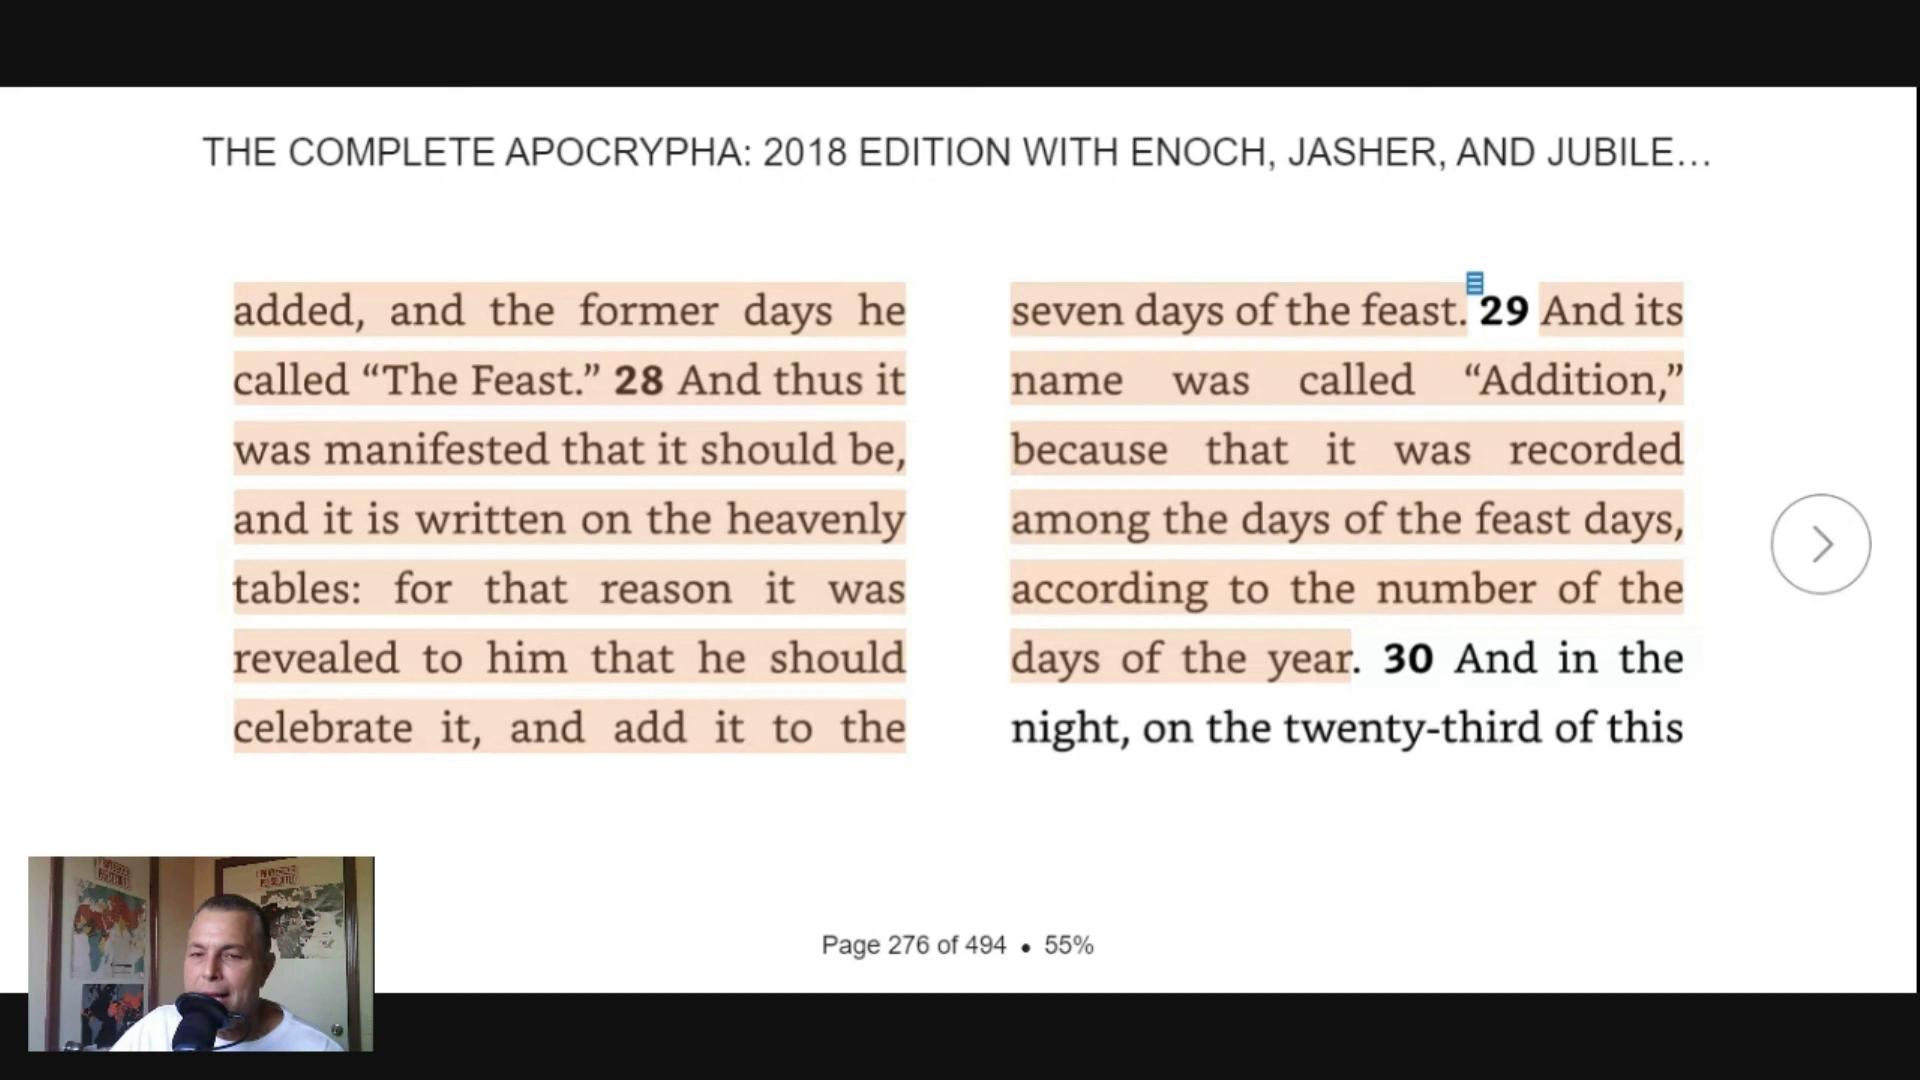 THE COMPLETE APOCRYPHA: 2018 EDITION WITH ENOCH, JASHER, AND JUBILE…
added, and the former days he
called “The Feast.” 28 And thus it
was manifested that it should be,
and it is written on the heavenly
tables: for that reason it was
revealed to him that he should
celebrate it, and add it to the
seven days of the feast. 29 And its
name was called “Addition,”
because that it was recorded
among the days of the feast days,
according to the number of the
days of the year. 30 And in the
night, on the twenty-third of this
Page 276 of 494 • 55%